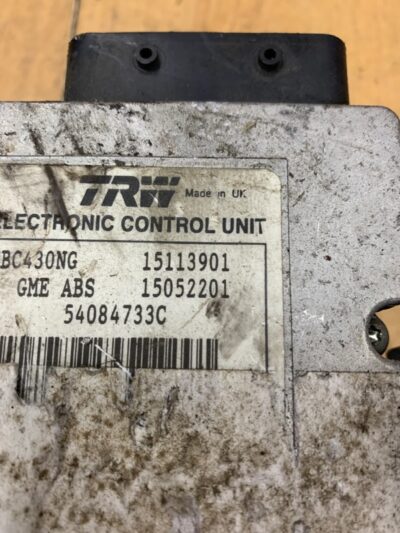 TRW Made in UK
ELECTRONIC CONTROL UNIT
BC430NG 15113901
GME ABS 15052201
54084733C